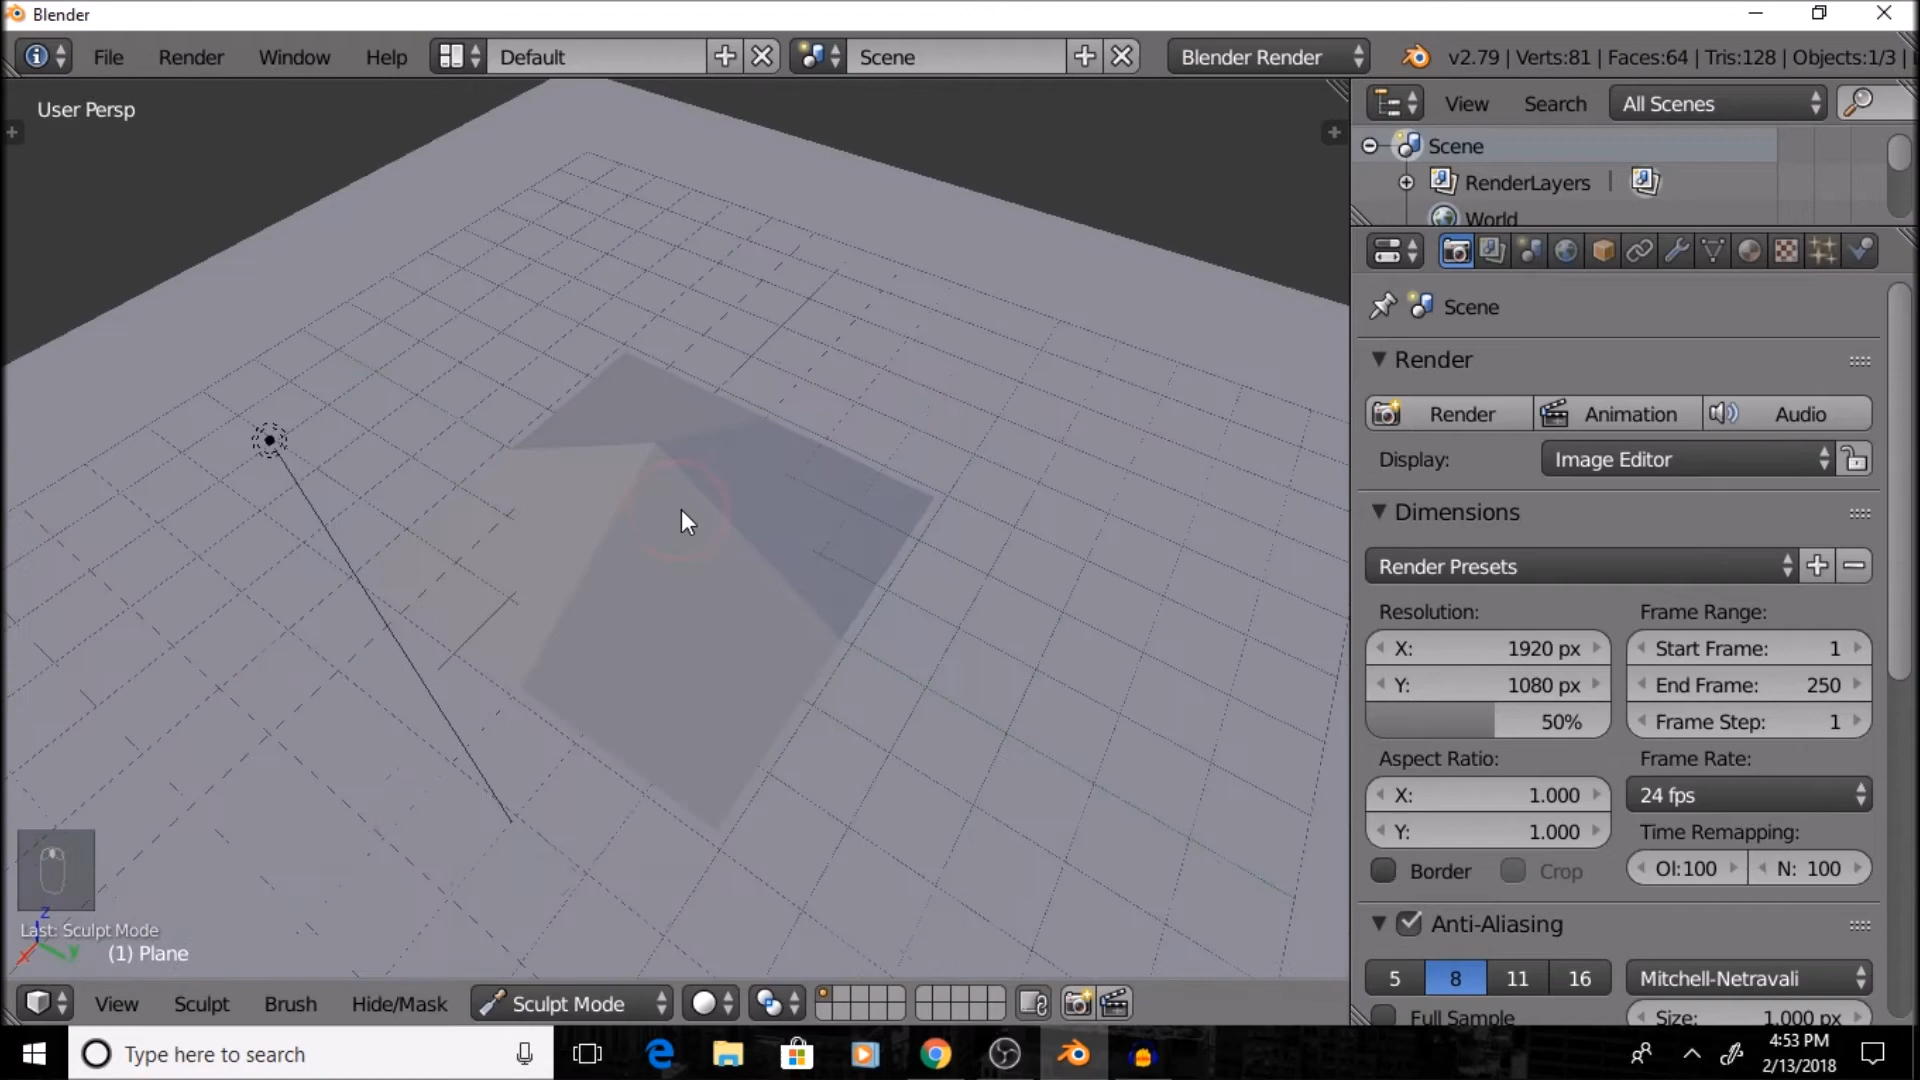 Blender
File Render Window Help Default Scene Blender Render v2.79 | Verts:81 | Faces:64 | Tris:128 | Objects:1/3 |
User Persp
View Search All Scenes
Scene
RenderLayers
World
Scene
Render
Render Animation Audio
Display: Image Editor
Dimensions
Render Presets
Resolution: Frame Range:
X: 1920 px Start Frame: 1
Y: 1080 px End Frame: 250
50% Frame Step: 1
Aspect Ratio: Frame Rate:
X: 1.000 24 fps
Y: 1.000 Time Remapping:
Border Crop Ol:100 N: 100
Anti-Aliasing
5 8 11 16 Mitchell-Netravali
Full Sample Size: 1.000 px
z
Last: Sculpt Mode
x y (1) Plane
View Sculpt Brush Hide/Mask Sculpt Mode
Type here to search
4:53 PM
2/13/2018